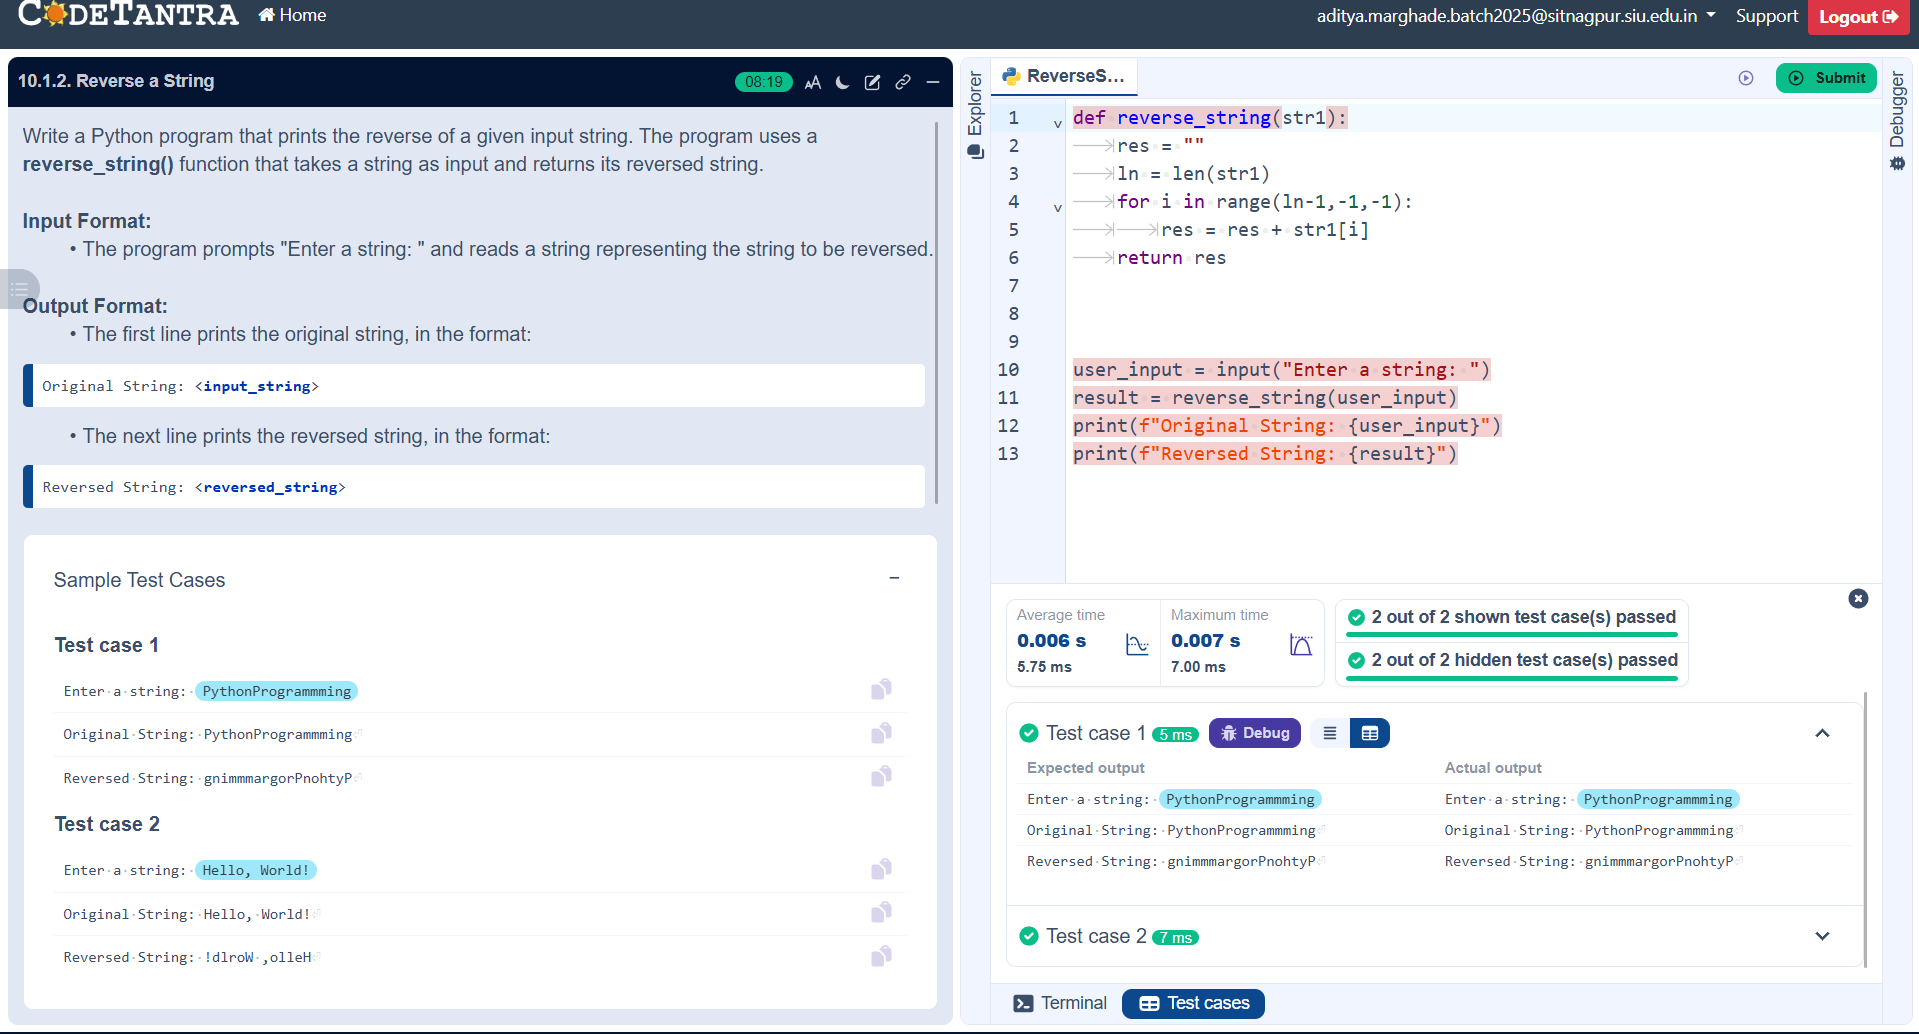 CODETANTRA
Home
aditya.marghade.batch2025@sitnagpur.siu.edu.in
Support
Logout
10.1.2. Reverse a String
08:19
Write a Python program that prints the reverse of a given input string. The program uses a
reverse_string() function that takes a string as input and returns its reversed string.
Input Format:
• The program prompts "Enter a string: " and reads a string representing the string to be reversed.
Output Format:
• The first line prints the original string, in the format:
Original String: <input_string>
• The next line prints the reversed string, in the format:
Reversed String: <reversed_string>
Sample Test Cases
Test case 1
Enter a string: PythonProgrammming
Original String: PythonProgrammming
Reversed String: gnimmmargorPnohtyP
Test case 2
Enter a string: Hello, World!
Original String: Hello, World!
Reversed String: !dlroW ,olleH
Explorer
ReverseS...
Submit
Debugger
1 def reverse_string(str1):
2 res = ""
3 ln = len(str1)
4 for i in range(ln-1,-1,-1):
5 res = res + str1[i]
6 return res
7
8
9
10 user_input = input("Enter a string: ")
11 result = reverse_string(user_input)
12 print(f"Original String: {user_input}")
13 print(f"Reversed String: {result}")
Average time
0.006 s
5.75 ms
Maximum time
0.007 s
7.00 ms
2 out of 2 shown test case(s) passed
2 out of 2 hidden test case(s) passed
Test case 1 5 ms Debug
Expected output Actual output
Enter a string: PythonProgrammming Enter a string: PythonProgrammming
Original String: PythonProgrammming Original String: PythonProgrammming
Reversed String: gnimmmargorPnohtyP Reversed String: gnimmmargorPnohtyP
Test case 2 7 ms
Terminal
Test cases